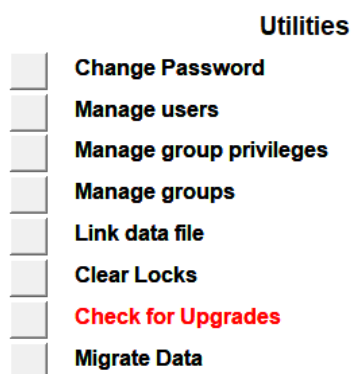 Utilities
Change Password
Manage users
Manage group privileges
Manage groups
Link data file
Clear Locks
Check for Upgrades
Migrate Data